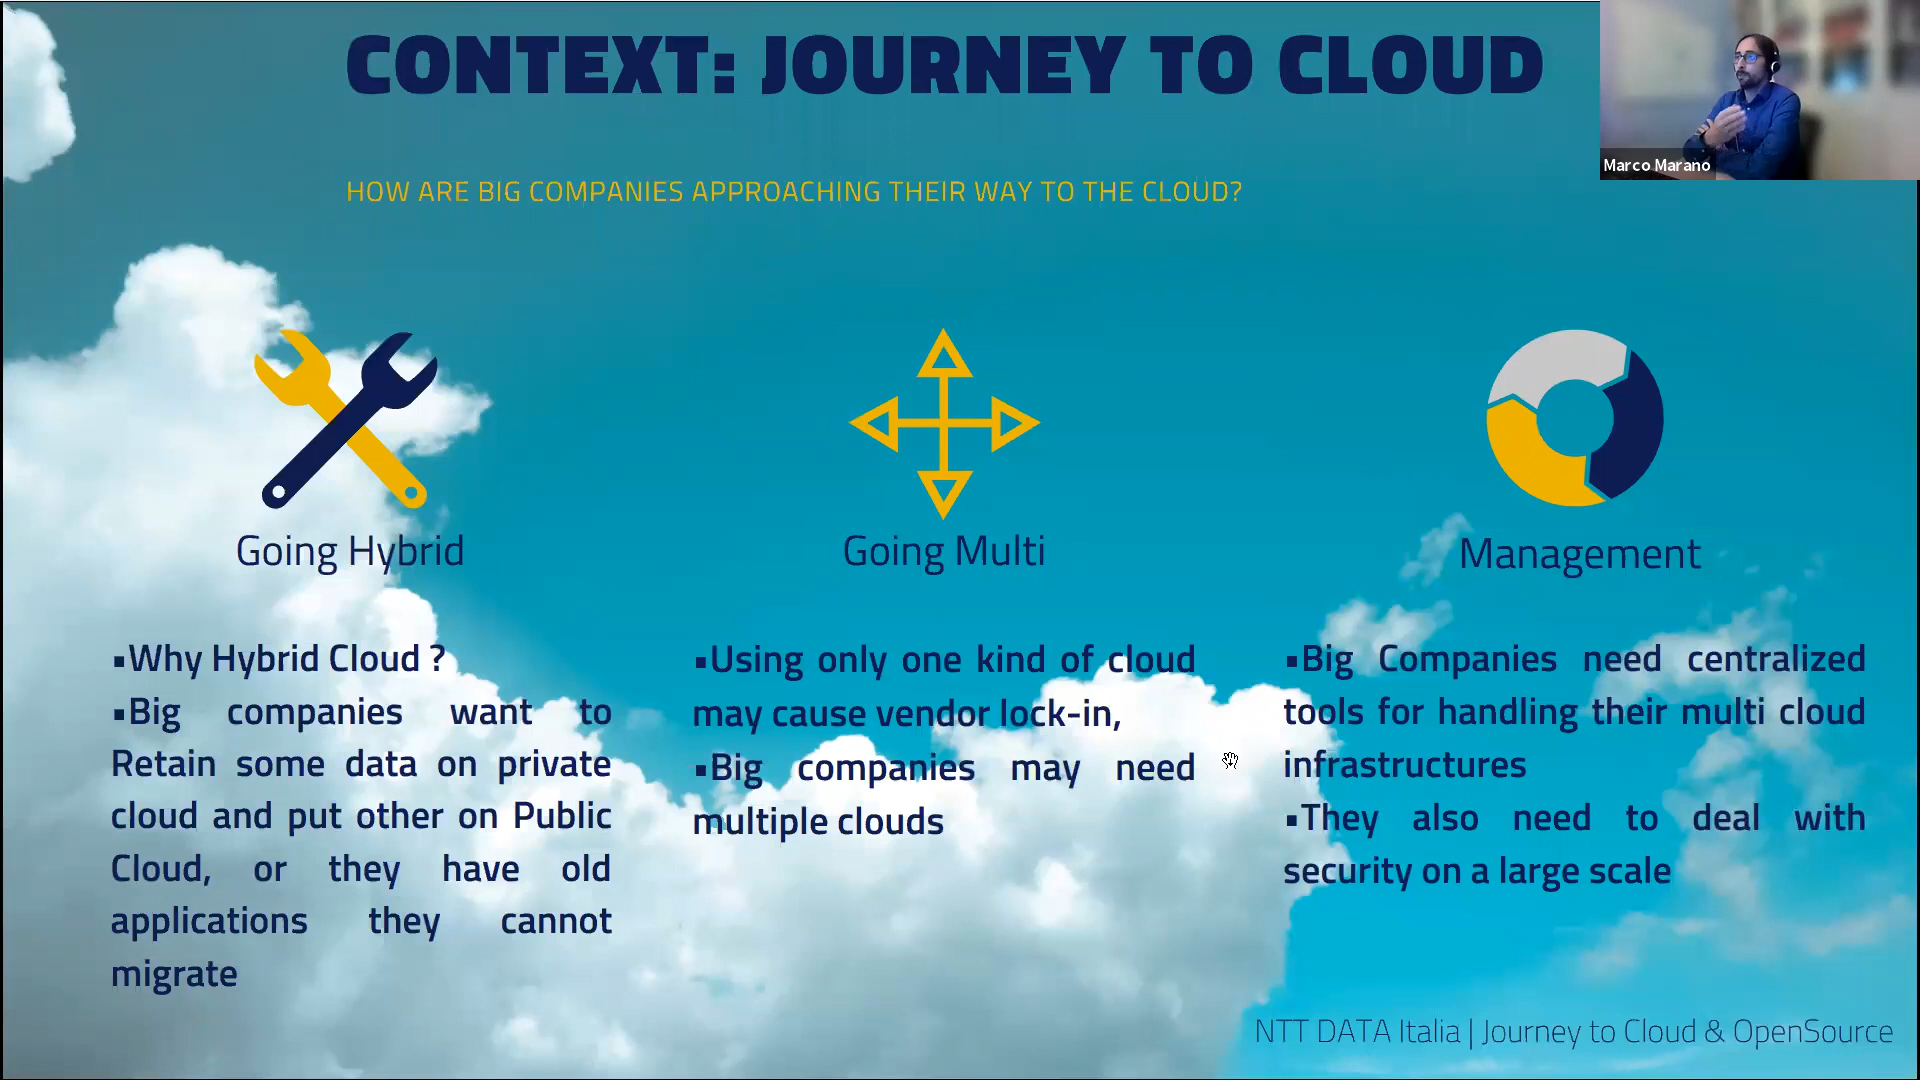 CONTEXT: JOURNEY TO CLOUD
Marco Marano
HOW ARE BIG COMPANIES APPROACHING THEIR WAY TO THE CLOUD?
Going Hybrid
▪Why Hybrid Cloud ?
▪Big companies want to
Retain some data on private
cloud and put other on Public
Cloud, or they have old
applications they cannot
migrate
Going Multi
▪Using only one kind of cloud
may cause vendor lock-in,
▪Big companies may need
multiple clouds
Management
▪Big Companies need centralized
tools for handling their multi cloud
infrastructures
▪They also need to deal with
security on a large scale
NTT DATA Italia | Journey to Cloud & OpenSource